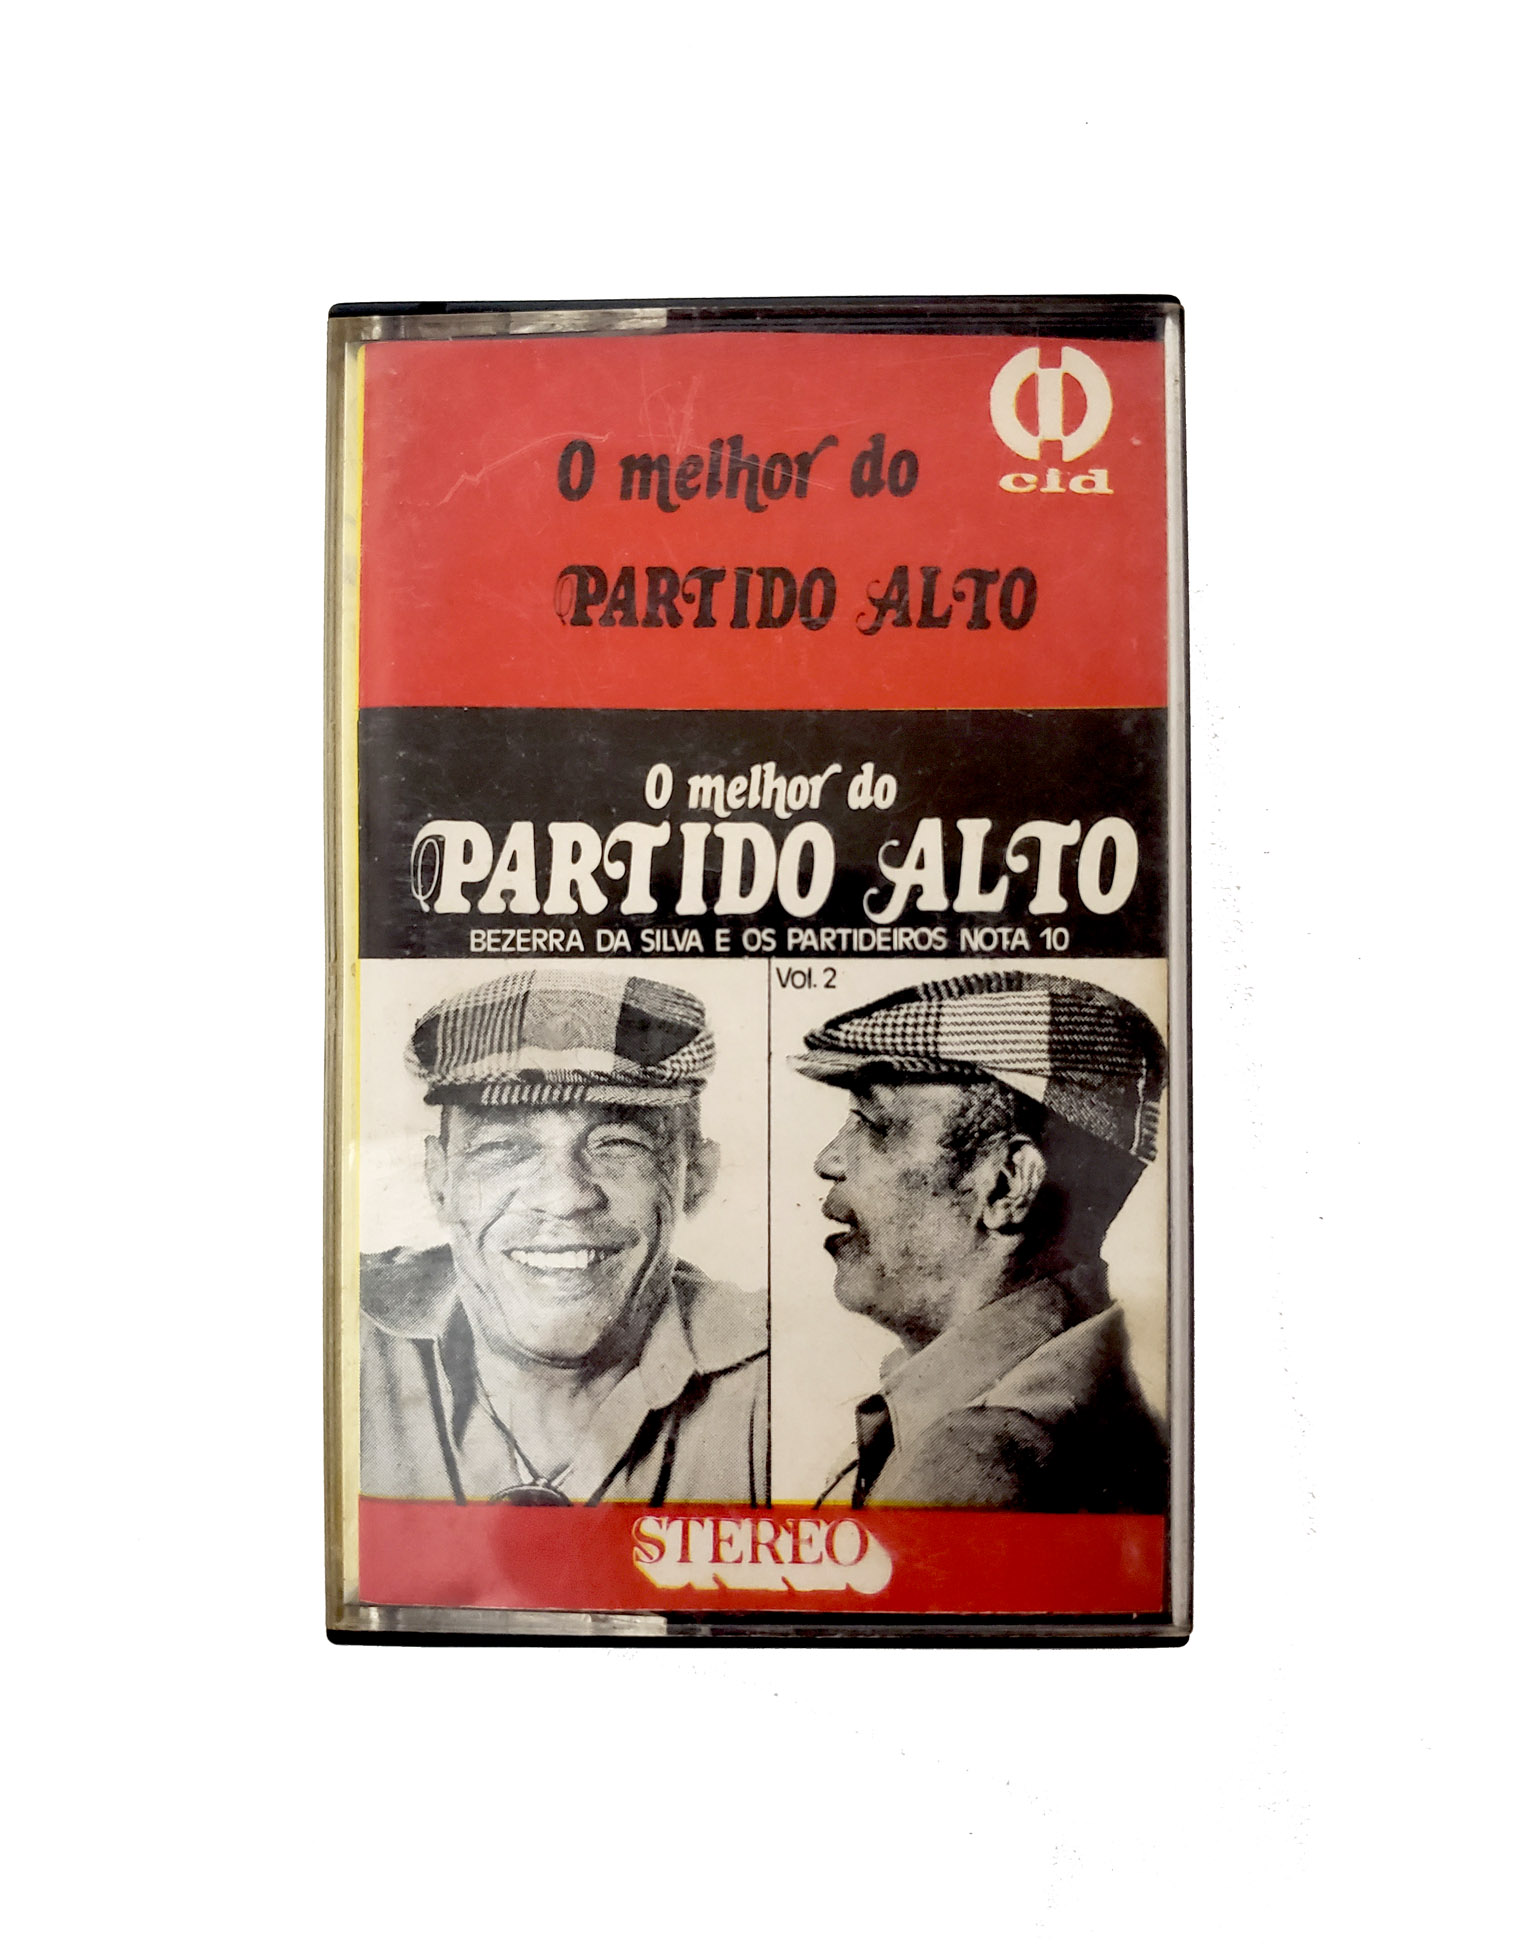 cid
O melhor do
PARTIDO ALTO
O melhor do
PARTIDO ALTO
BEZERRA DA SILVA E OS PARTIDEIROS NOTA 10
Vol. 2
STEREO